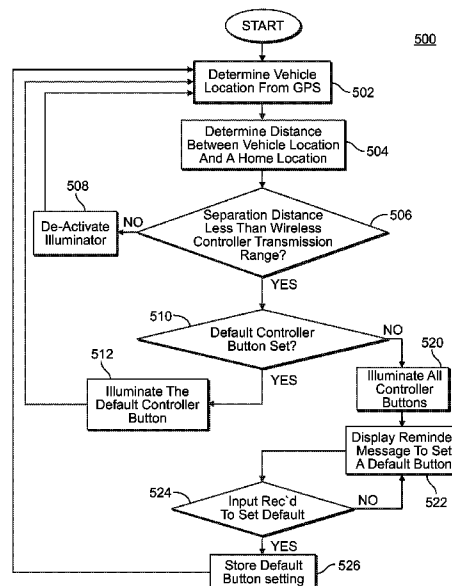 START
500
Determine Vehicle
Location From GPS
502
Determine Distance
Between Vehicle Location
And A Home Location
504
508
De-Activate
Illuminator
NO
Separation Distance
Less Than Wireless
Controller Transmission
Range?
506
YES
510
Default Controller
Button Set?
NO
YES
512
Illuminate The
Default Controller
Button
520
Illuminate All
Controller
Buttons
Display Reminder
Message To Set
A Default Button
522
524
Input Rec`d
To Set Default
NO
YES
Store Default
Button setting
526